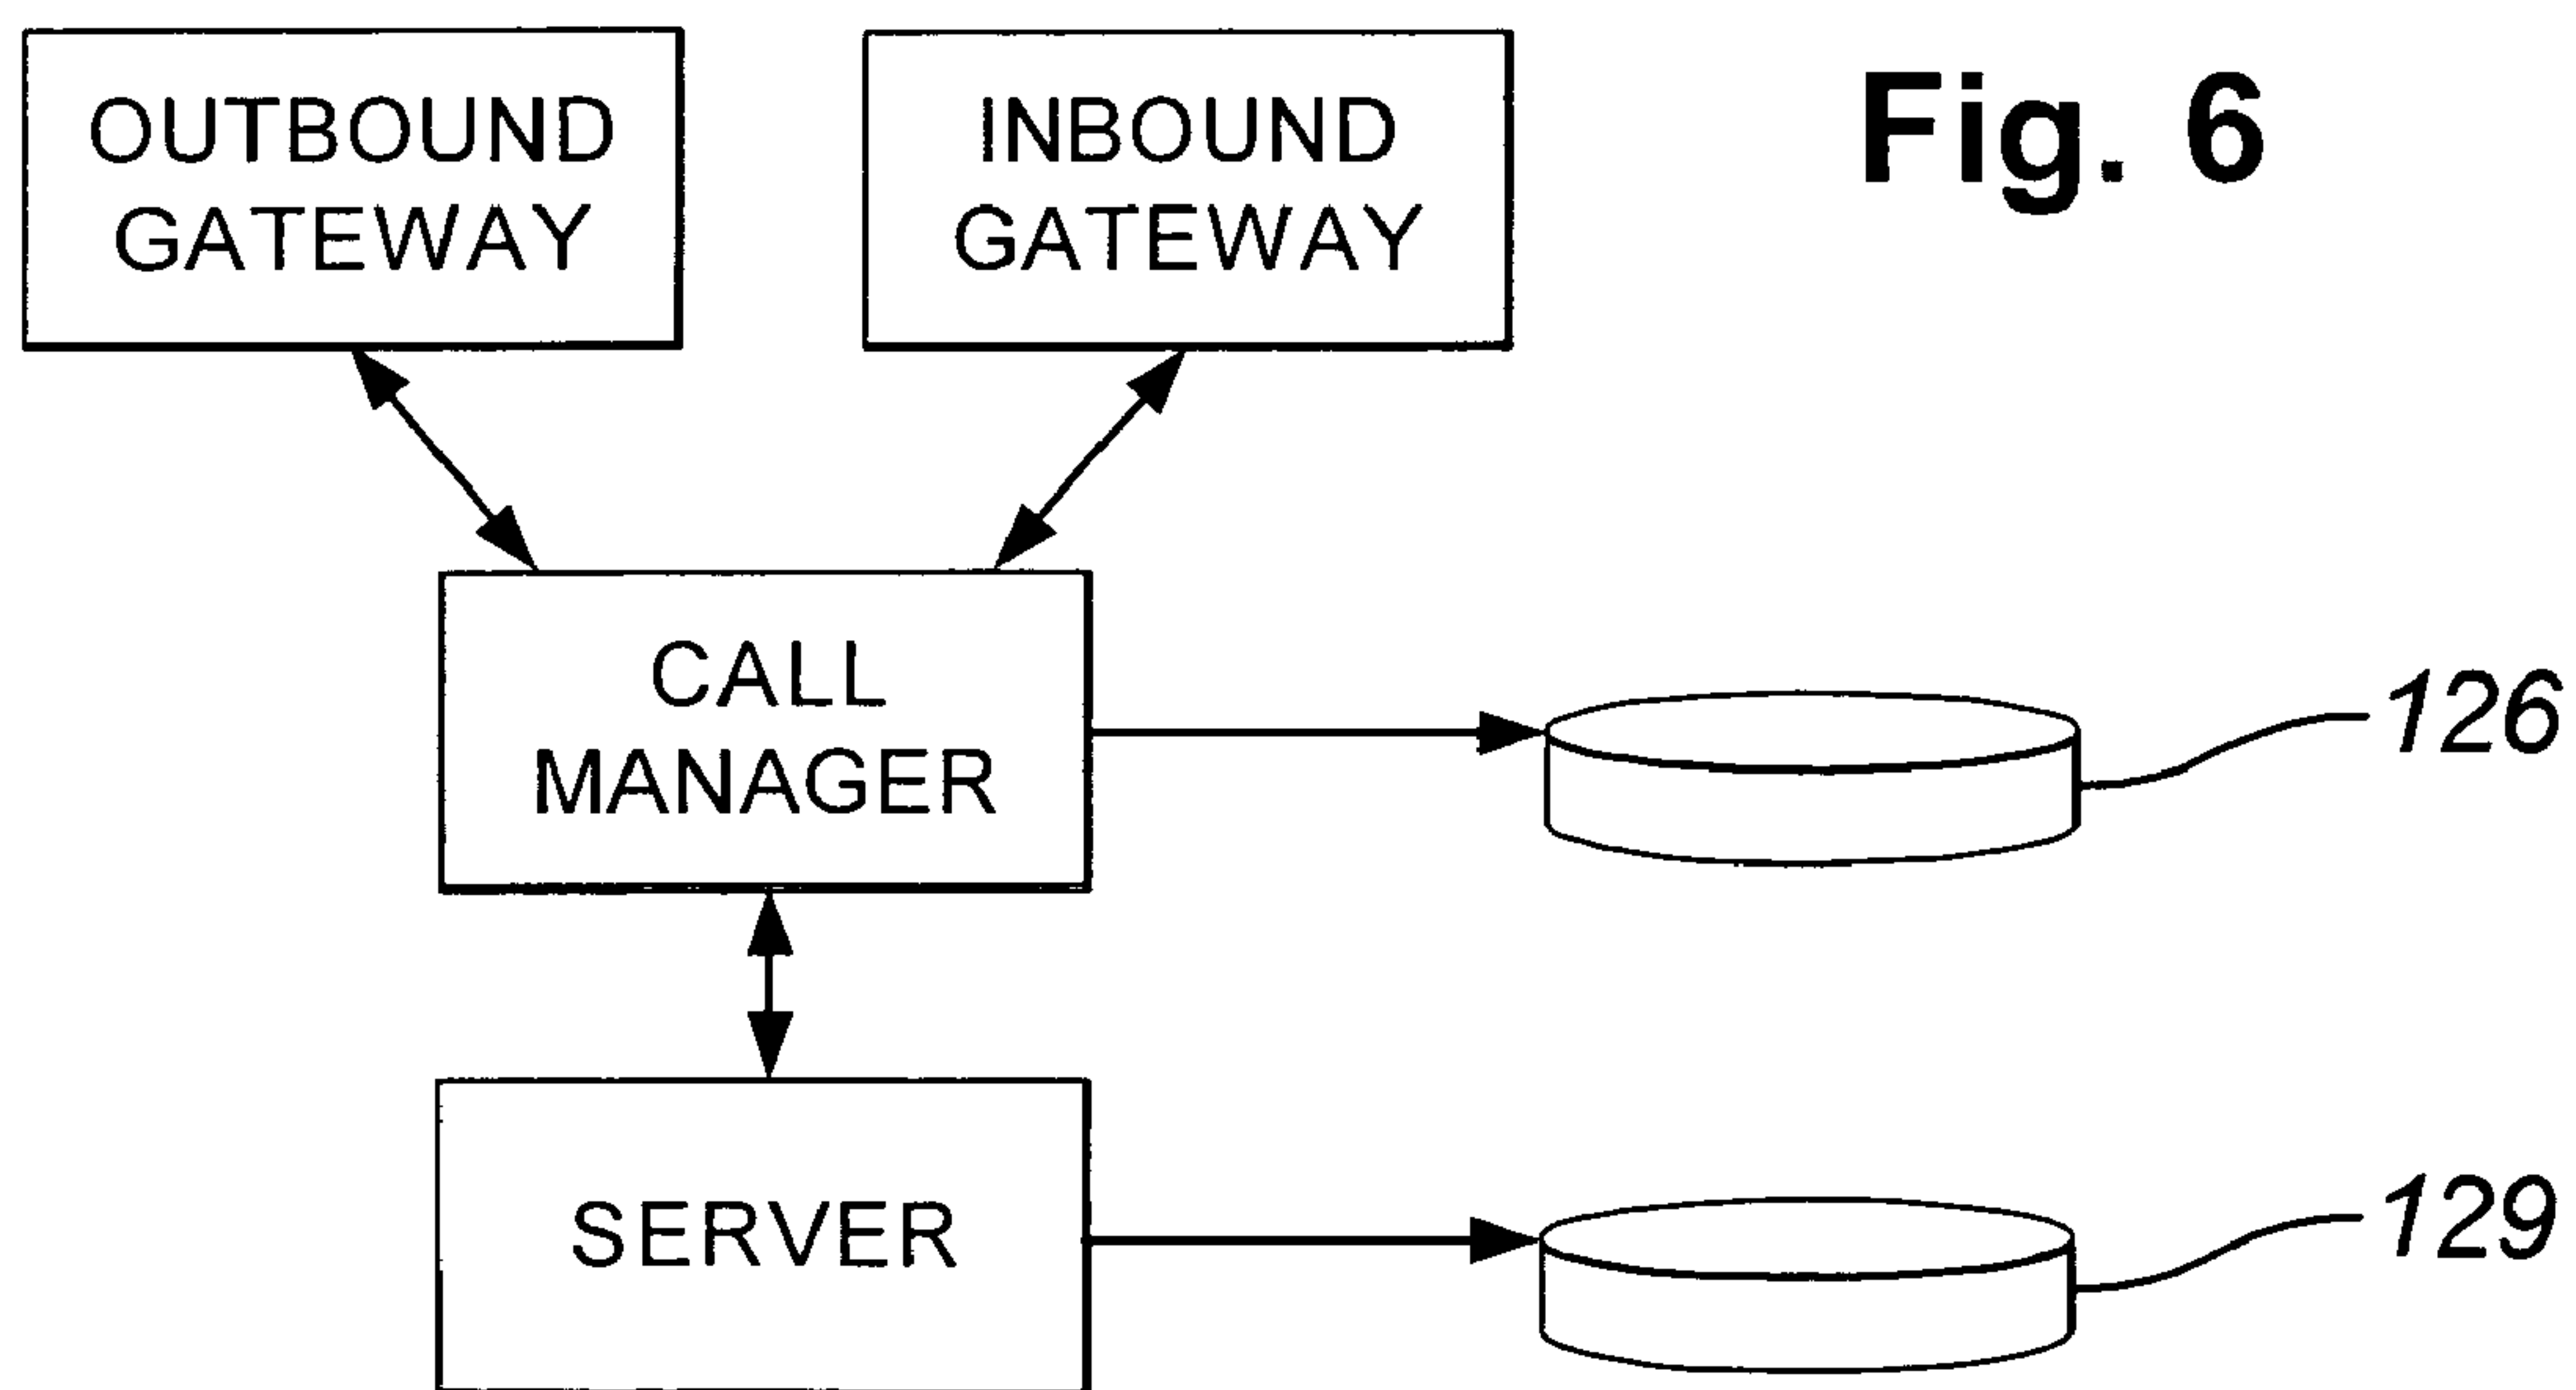 OUTBOUND
GATEWAY
INBOUND
GATEWAY
Fig. 6
CALL
MANAGER
126
SERVER
129